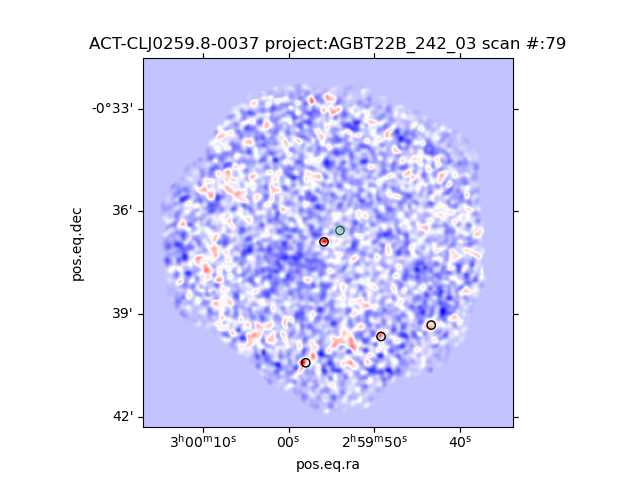 ACT-CLJ0259.8-0037 project:AGBT22B_242_03 scan #:79
-0°33'
36'
39'
42'
pos.eq.dec
3ʰ00ᵐ10ˢ 00ˢ 2ʰ59ᵐ50ˢ 40ˢ
pos.eq.ra